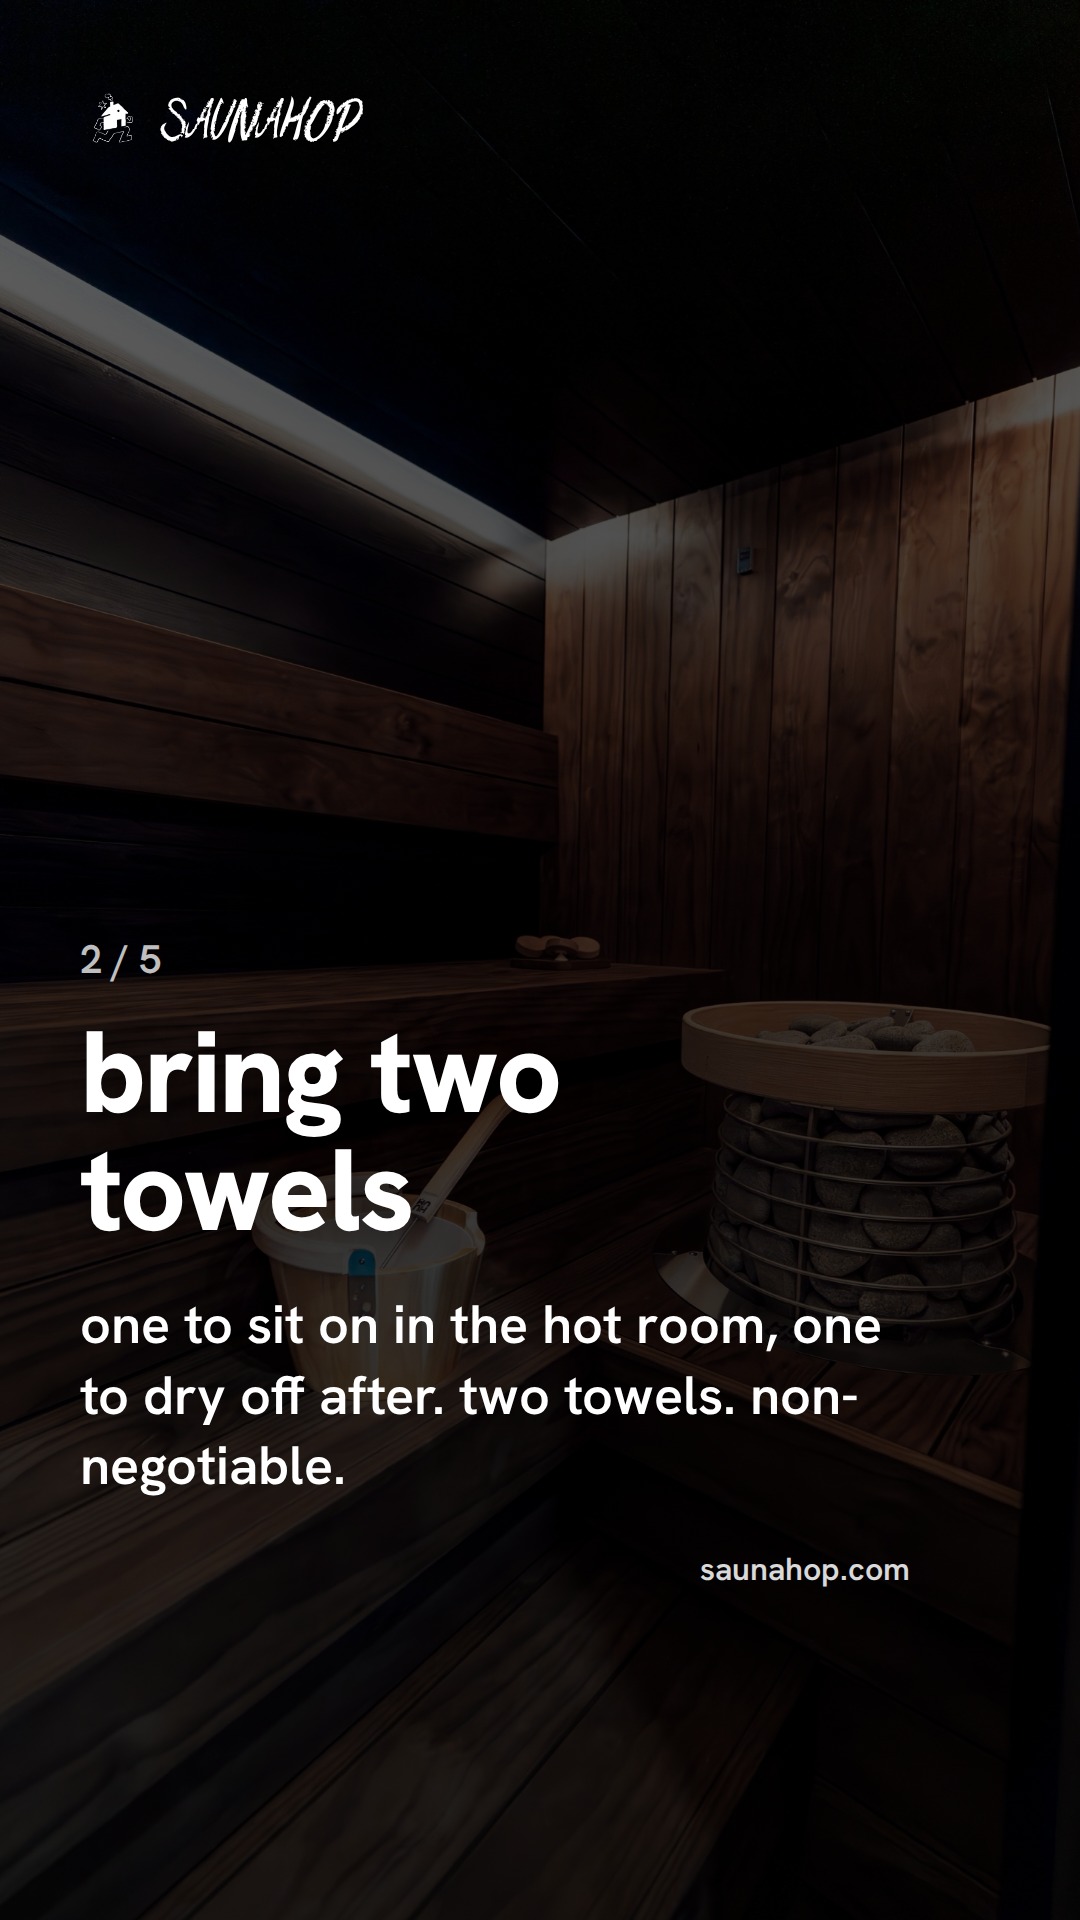 SAUNAHOP
2 / 5
bring two
towels
one to sit on in the hot room, one
to dry off after. two towels. non-
negotiable.
saunahop.com